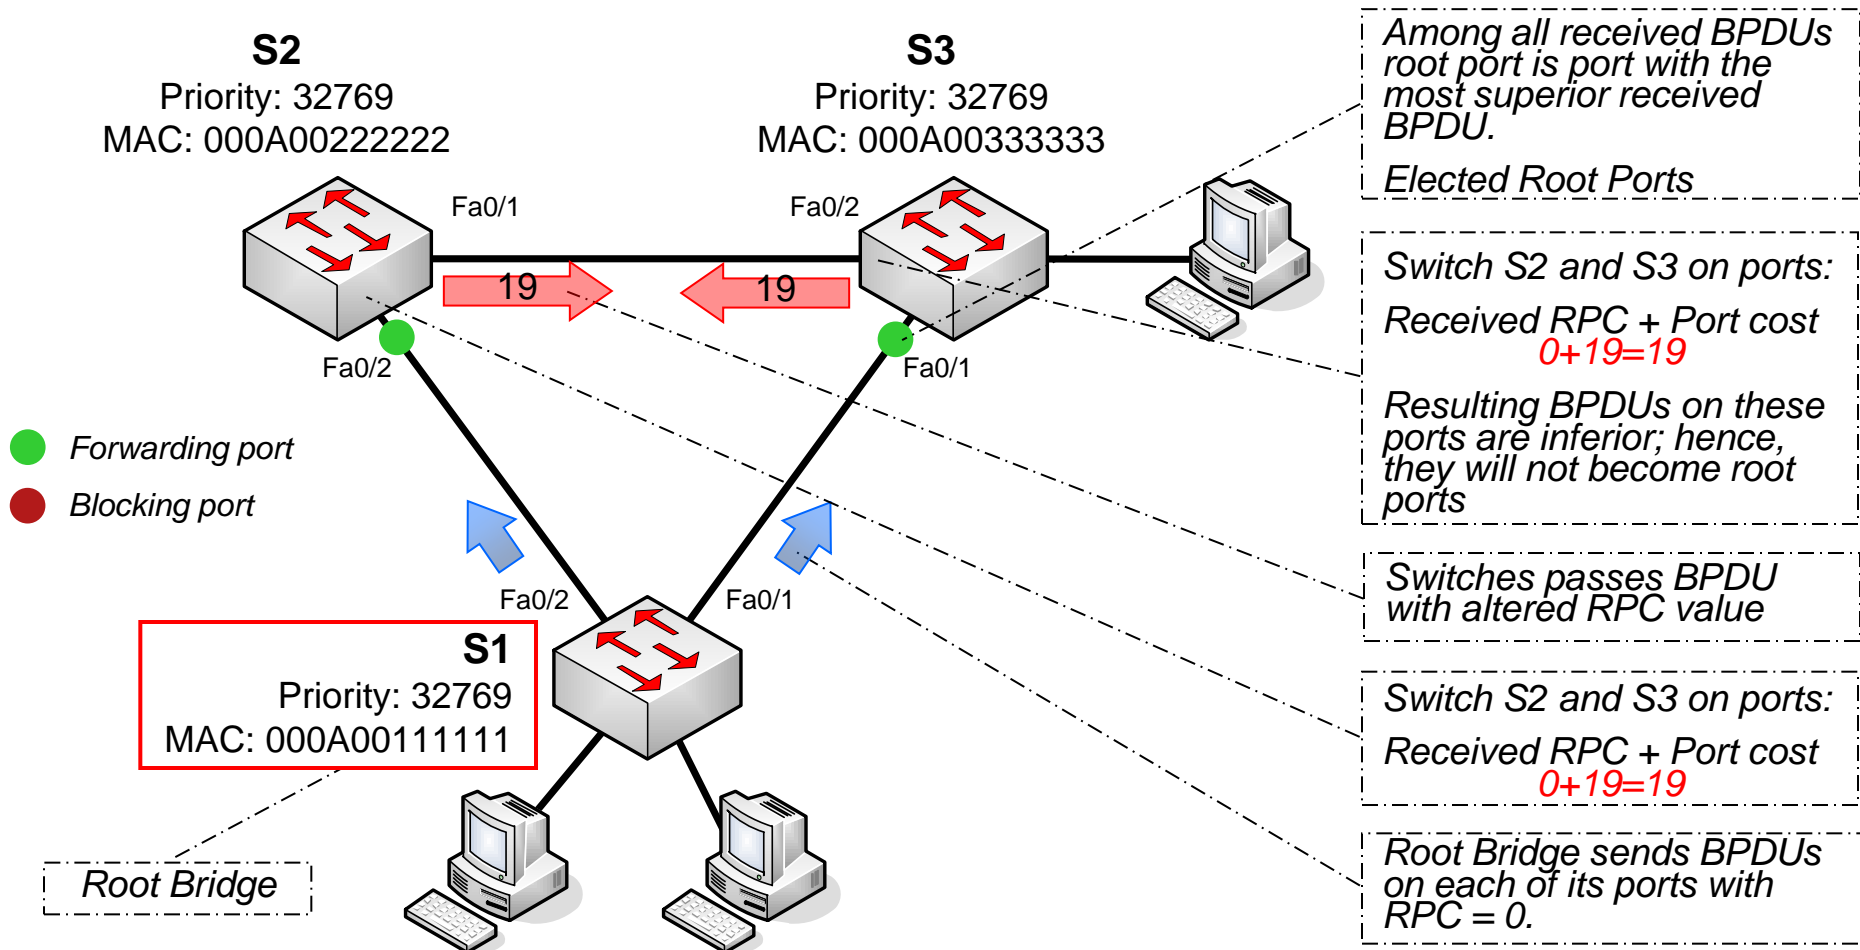 S2
Priority: 32769
MAC: 000A00222222
S3
Priority: 32769
MAC: 000A00333333
Fa0/1
Fa0/2
19
19
Fa0/2
Fa0/1
Forwarding port
Blocking port
Fa0/2
Fa0/1
S1
Priority: 32769
MAC: 000A00111111
Root Bridge
Among all received BPDUs
root port is port with the
most superior received
BPDU.
Elected Root Ports
Switch S2 and S3 on ports:
Received RPC + Port cost
0+19=19
Resulting BPDUs on these
ports are inferior; hence,
they will not become root
ports
Switches passes BPDU
with altered RPC value
Switch S2 and S3 on ports:
Received RPC + Port cost
0+19=19
Root Bridge sends BPDUs
on each of its ports with
RPC = 0.